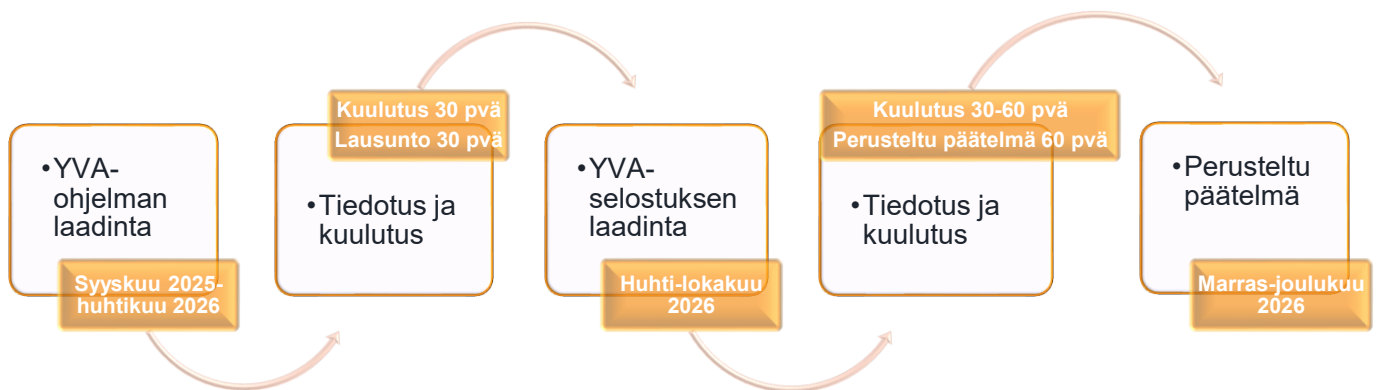 •YVA-
ohjelman
laadinta
Syyskuu 2025-
huhtikuu 2026
Kuulutus 30 pvä
Lausunto 30 pvä
•Tiedotus ja
kuulutus
•YVA-
selostuksen
laadinta
Huhti-lokakuu
2026
Kuulutus 30-60 pvä
Perusteltu päätelmä 60 pvä
•Tiedotus ja
kuulutus
•Perusteltu
päätelmä
Marras-joulukuu
2026